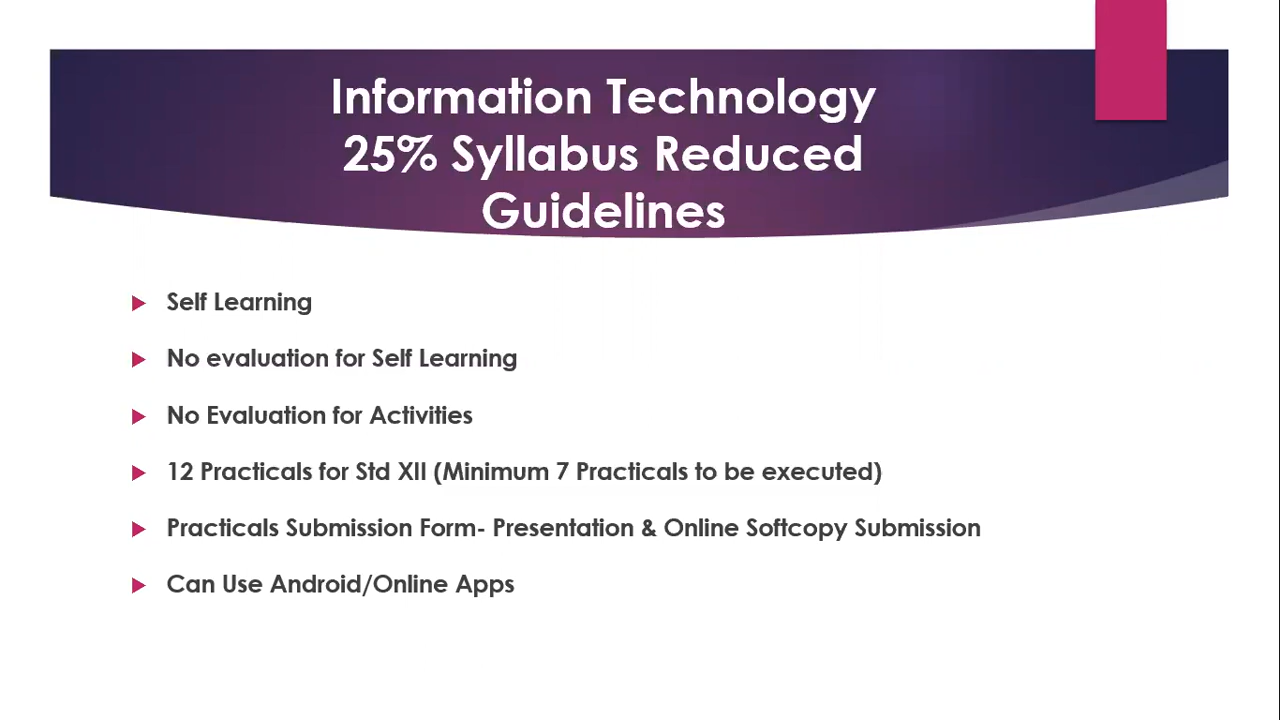 Information Technology
25% Syllabus Reduced
Guidelines
Self Learning
No evaluation for Self Learning
No Evaluation for Activities
12 Practicals for Std XII (Minimum 7 Practicals to be executed)
Practicals Submission Form- Presentation & Online Softcopy Submission
Can Use Android/Online Apps